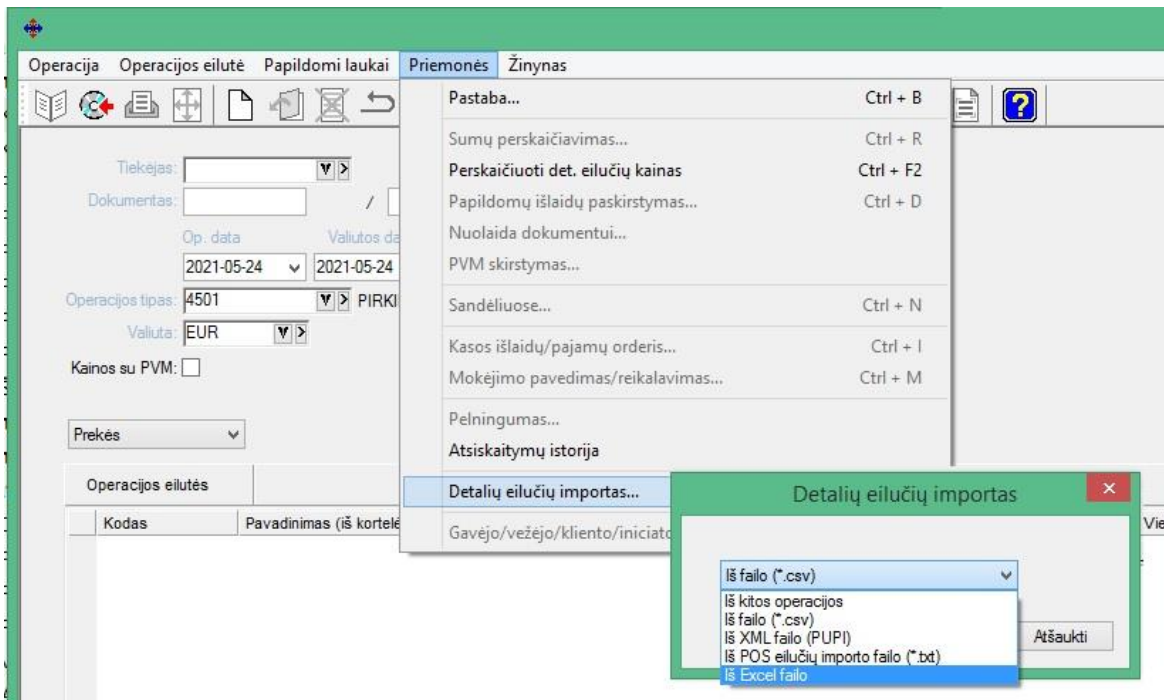 Operacija Operacijos eilutė Papildomi laukai Priemonės Žinynas
Pastaba... Ctrl + B
Sumų perskaičiavimas... Ctrl + R
Perskaičiuoti det. eilučių kainas Ctrl + F2
Papildomų išlaidų paskirstymas... Ctrl + D
Nuolaida dokumentui...
PVM skirstymas...
Sandėliuose... Ctrl + N
Kasos išlaidų/pajamų orderis... Ctrl + I
Mokėjimo pavedimas/reikalavimas... Ctrl + M
Pelningumas...
Atsiskaitymų istorija
Detalių eilučių importas...
Gavėjo/vežėjo/kliento/iniciato
Tiekėjas:
Dokumentas: /
Op. data Valiutos da
2021-05-24 2021-05-24
Operacijos tipas: 4501 PIRKI
Valiuta: EUR
Kainos su PVM:
Prekės
Operacijos eilutės
Kodas Pavadinimas (iš kortelė Vie
Detalių eilučių importas
Iš failo (*.csv)
Iš kitos operacijos
Iš failo (*.csv)
Iš XML failo (PUPI)
Iš POS eilučių importo failo (*.txt)
Iš Excel failo
Atšaukti